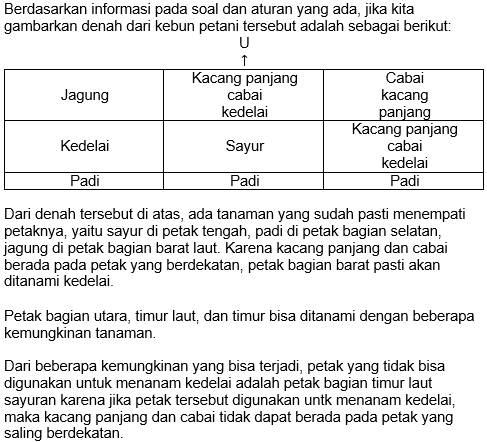 Berdasarkan informasi pada soal dan aturan yang ada, jika kita
gambarkan denah dari kebun petani tersebut adalah sebagai berikut:
U
↑
Jagung
Kacang panjang
cabai
kedelai
Cabai
kacang
panjang
Kedelai
Sayur
Kacang panjang
cabai
kedelai
Padi
Padi
Padi
Dari denah tersebut di atas, ada tanaman yang sudah pasti menempati
petaknya, yaitu sayur di petak tengah, padi di petak bagian selatan,
jagung di petak bagian barat laut. Karena kacang panjang dan cabai
berada pada petak yang berdekatan, petak bagian barat pasti akan
ditanami kedelai.
Petak bagian utara, timur laut, dan timur bisa ditanami dengan beberapa
kemungkinan tanaman.
Dari beberapa kemungkinan yang bisa terjadi, petak yang tidak bisa
digunakan untuk menanam kedelai adalah petak bagian timur laut
sayuran karena jika petak tersebut digunakan untk menanam kedelai,
maka kacang panjang dan cabai tidak dapat berada pada petak yang
saling berdekatan.